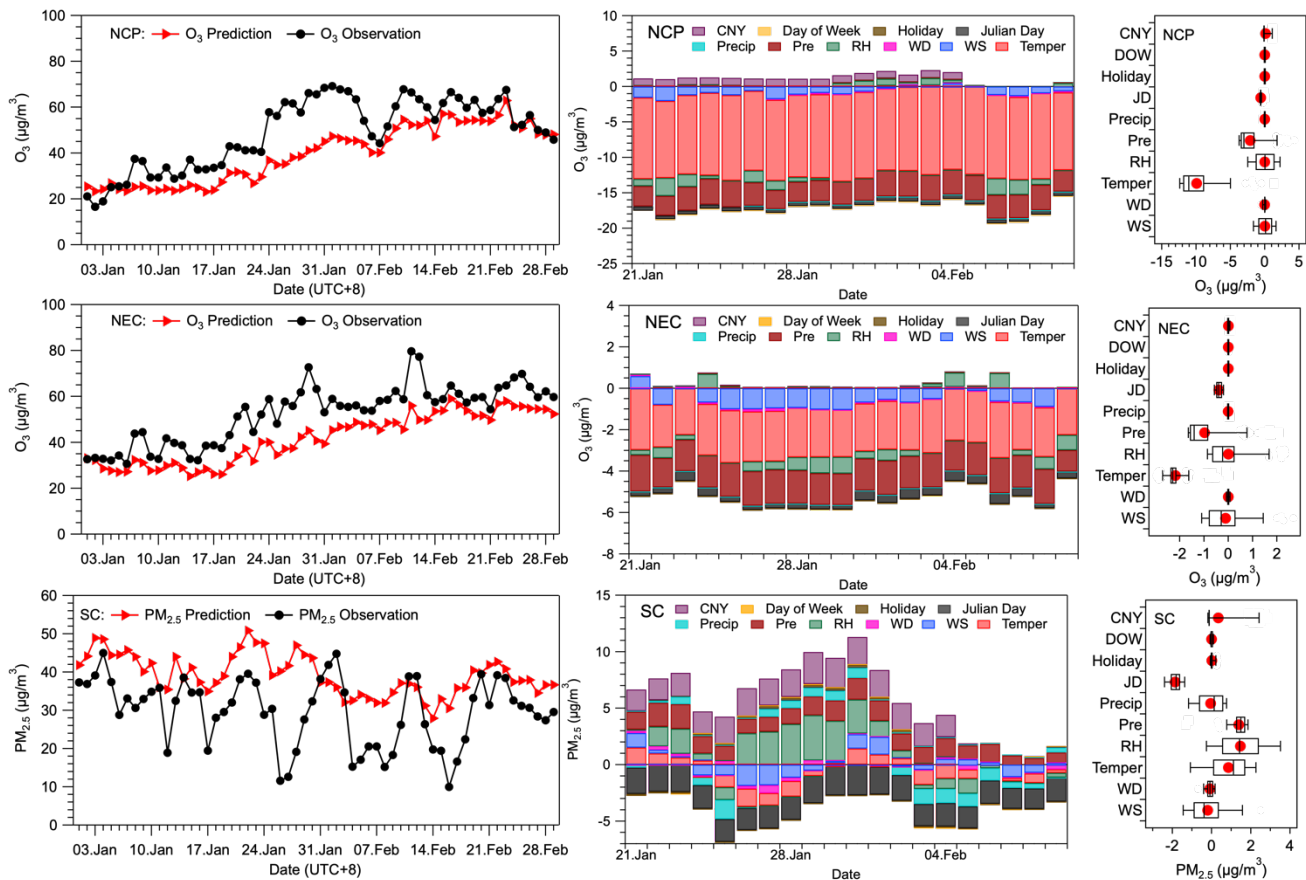 NCP: O₃ Prediction O₃ Observation
O₃ (µg/m³)
100
80
60
40
20
0
03.Jan 10.Jan 17.Jan 24.Jan 31.Jan 07.Feb 14.Feb 21.Feb 28.Feb
Date (UTC+8)
NCP CNY Day of Week Holiday Julian Day
Precip Pre RH WD WS Temper
O₃ (µg/m³)
10
5
0
-5
-10
-15
-20
-25
21.Jan 28.Jan 04.Feb
Date
NCP
CNY
DOW
Holiday
JD
Precip
Pre
RH
Temper
WD
WS
-15 -10 -5 0 5
O₃ (µg/m³)
NEC: O₃ Prediction O₃ Observation
O₃ (µg/m³)
100
80
60
40
20
0
03.Jan 10.Jan 17.Jan 24.Jan 31.Jan 07.Feb 14.Feb 21.Feb 28.Feb
Date (UTC+8)
NEC CNY Day of Week Holiday Julian Day
Precip Pre RH WD WS Temper
O₃ (µg/m³)
4
2
0
-2
-4
-6
-8
21.Jan 28.Jan 04.Feb
Date
NEC
CNY
DOW
Holiday
JD
Precip
Pre
RH
Temper
WD
WS
-2 -1 0 1 2
O₃ (µg/m³)
SC: PM₂.₅ Prediction PM₂.₅ Observation
PM₂.₅ (µg/m³)
60
50
40
30
20
10
0
03.Jan 10.Jan 17.Jan 24.Jan 31.Jan 07.Feb 14.Feb 21.Feb 28.Feb
Date (UTC+8)
SC CNY Day of Week Holiday Julian Day
Precip Pre RH WD WS Temper
PM₂.₅ (µg/m³)
15
10
5
0
-5
21.Jan 28.Jan 04.Feb
Date
SC
CNY
DOW
Holiday
JD
Precip
Pre
RH
Temper
WD
WS
-2 0 2 4
PM₂.₅ (µg/m³)